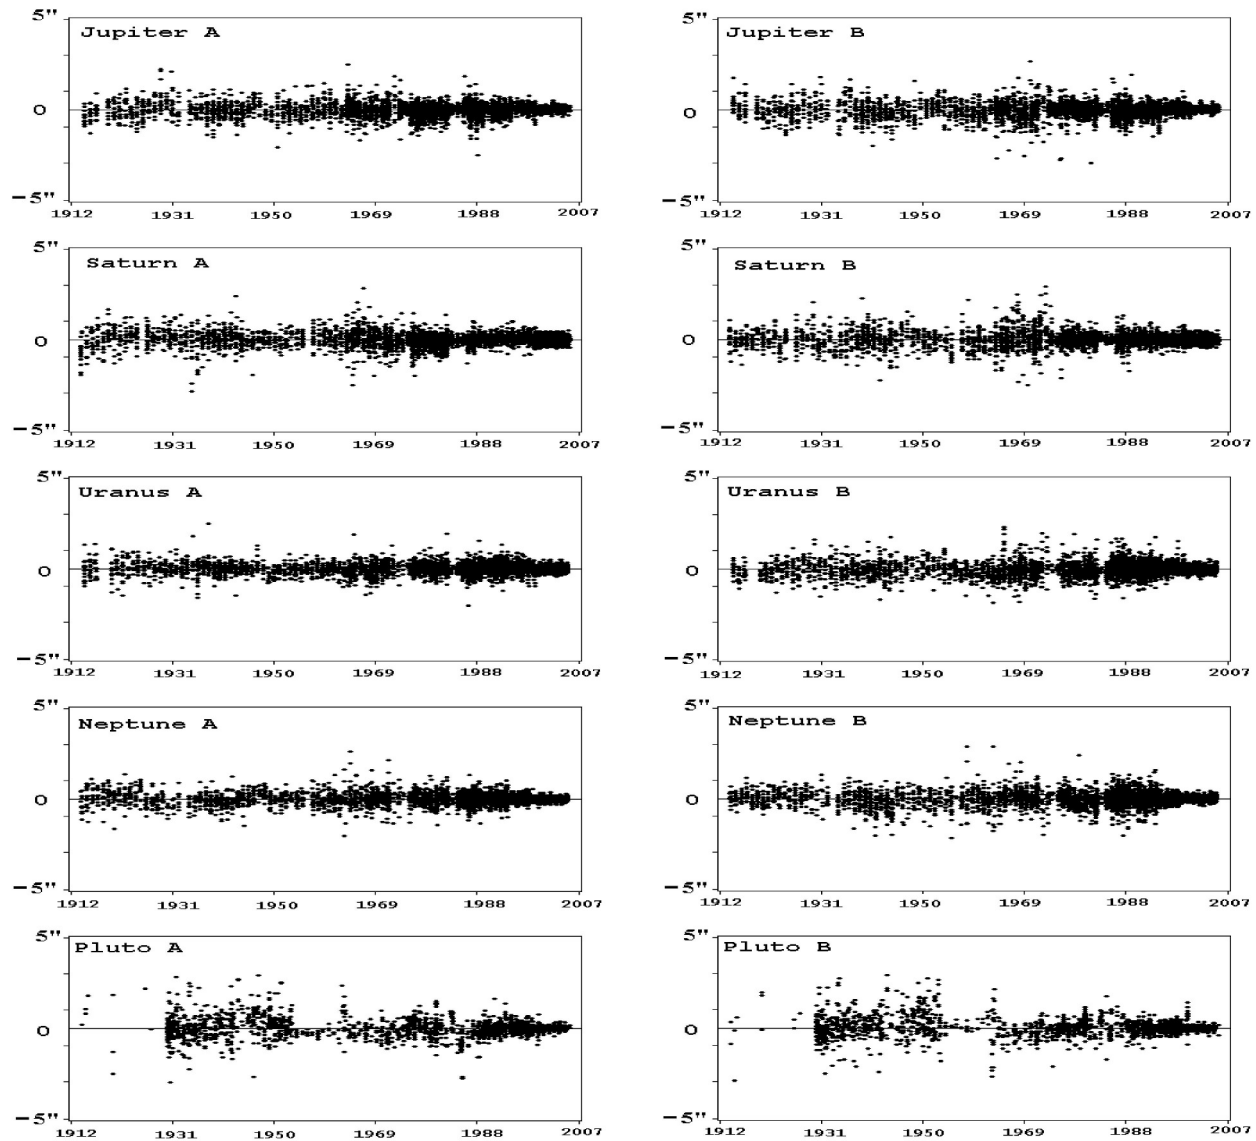 5" 5"
Jupiter A Jupiter B
0 0
-5" -5"
1912 1931 1950 1969 1988 2007 1912 1931 1950 1969 1988 2007
5" 5"
Saturn A Saturn B
0 0
-5" -5"
1912 1931 1950 1969 1988 2007 1912 1931 1950 1969 1988 2007
5" 5"
Uranus A Uranus B
0 0
-5" -5"
1912 1931 1950 1969 1988 2007 1912 1931 1950 1969 1988 2007
5" 5"
Neptune A Neptune B
0 0
-5" -5"
1912 1931 1950 1969 1988 2007 1912 1931 1950 1969 1988 2007
5" 5"
Pluto A Pluto B
0 0
-5" -5"
1912 1931 1950 1969 1988 2007 1912 1931 1950 1969 1988 2007